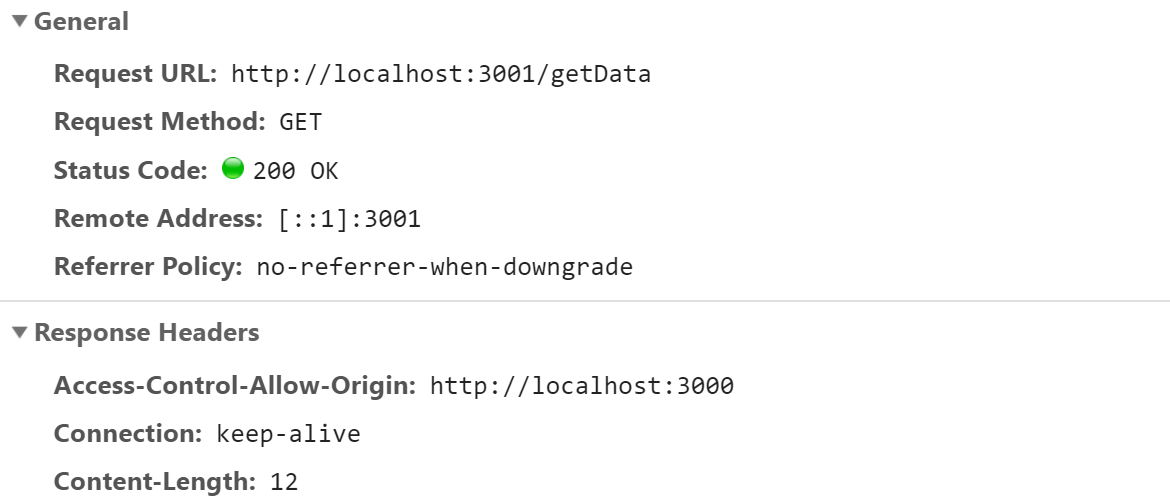 General
Request URL: http://localhost:3001/getData
Request Method: GET
Status Code: 200 OK
Remote Address: [::1]:3001
Referrer Policy: no-referrer-when-downgrade
Response Headers
Access-Control-Allow-Origin: http://localhost:3000
Connection: keep-alive
Content-Length: 12